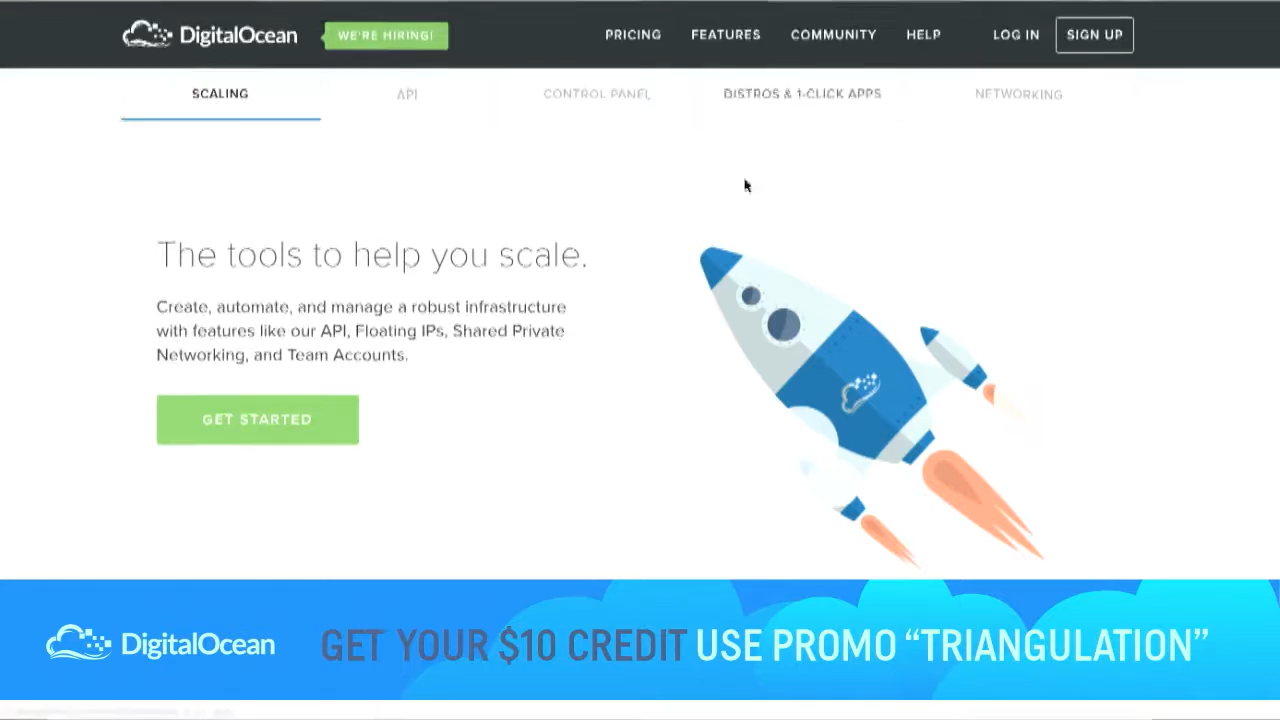 DigitalOcean
WE'RE HIRING!
PRICING FEATURES COMMUNITY HELP LOG IN SIGN UP
SCALING API CONTROL PANEL DISTROS & 1-CLICK APPS NETWORKING
The tools to help you scale.
Create, automate, and manage a robust infrastructure
with features like our API, Floating IPs, Shared Private
Networking, and Team Accounts.
GET STARTED
DigitalOcean
GET YOUR $10 CREDIT USE PROMO “TRIANGULATION”